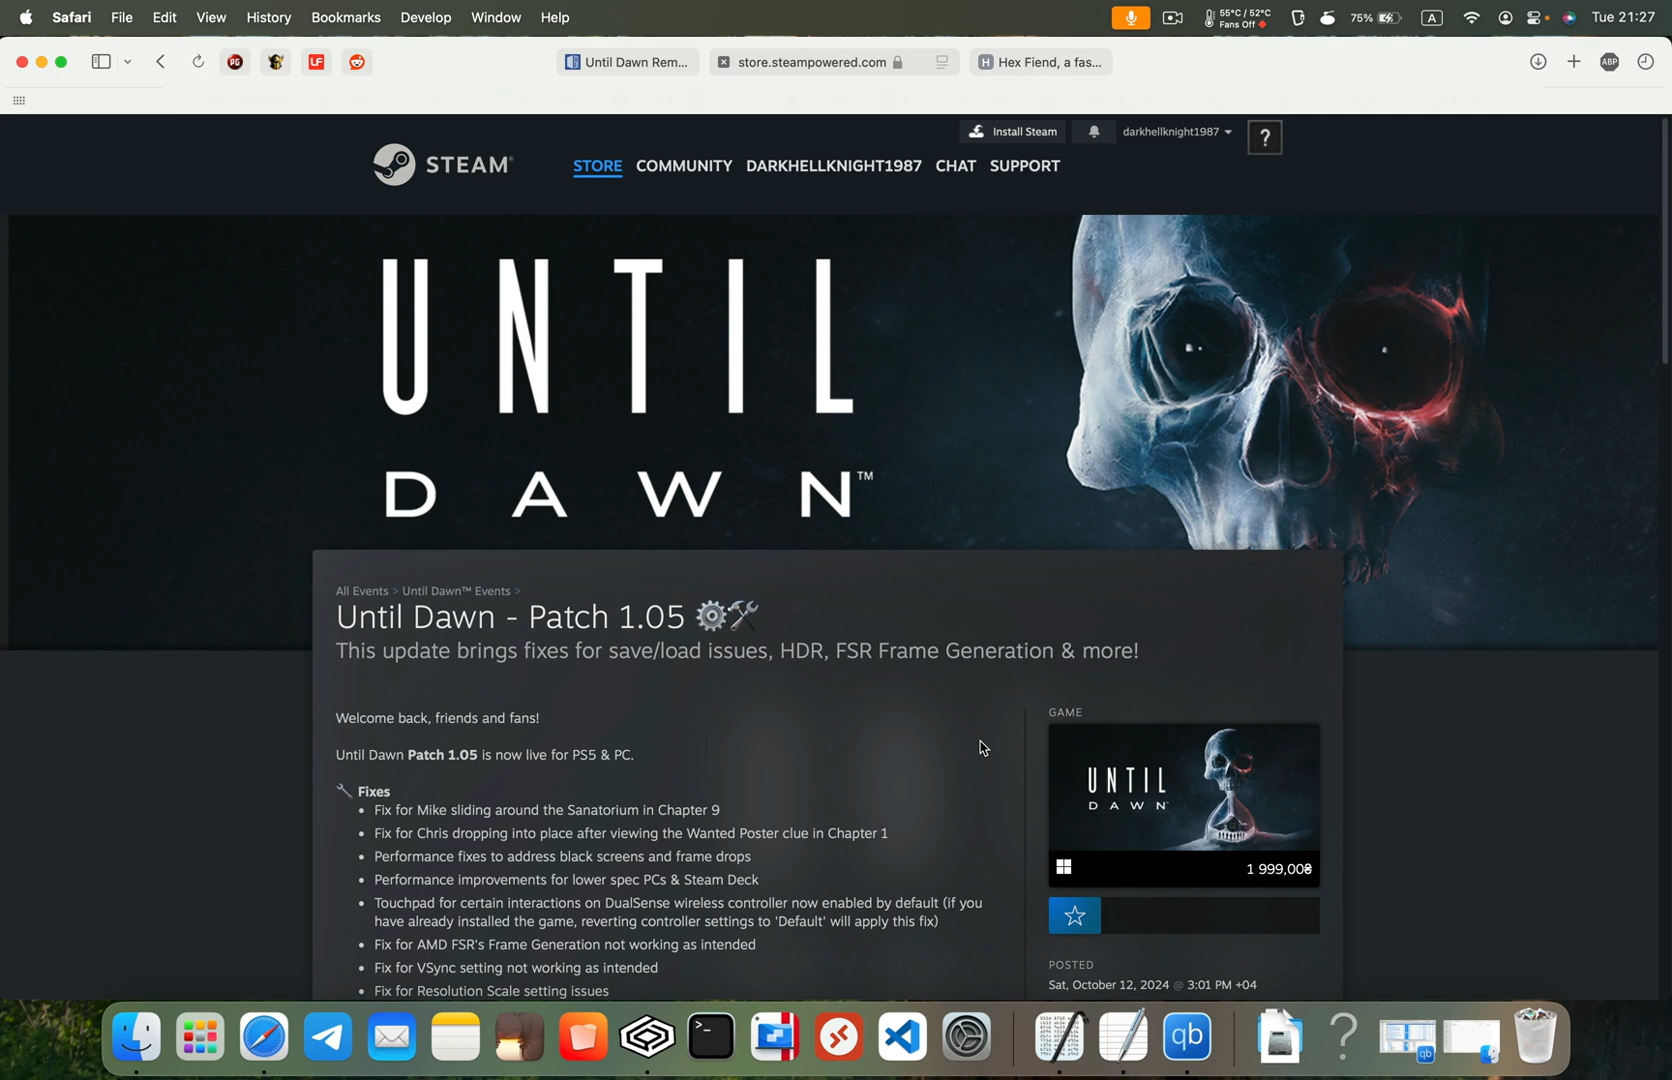 Safari File Edit View History Bookmarks Develop Window Help
55°C / 52°C
Fans Off
75%
A
Tue 21:27
PG
UF
Until Dawn Rem...
store.steampowered.com
H Hex Fiend, a fas...
ABP
Install Steam
darkhellknight1987
?
STEAM®
STORE COMMUNITY DARKHELLKNIGHT1987 CHAT SUPPORT
UNTIL
DAWN™
All Events > Until Dawn™ Events >
Until Dawn - Patch 1.05 ⚙️🛠️
This update brings fixes for save/load issues, HDR, FSR Frame Generation & more!
Welcome back, friends and fans!
Until Dawn Patch 1.05 is now live for PS5 & PC.
🔧 Fixes
• Fix for Mike sliding around the Sanatorium in Chapter 9
• Fix for Chris dropping into place after viewing the Wanted Poster clue in Chapter 1
• Performance fixes to address black screens and frame drops
• Performance improvements for lower spec PCs & Steam Deck
• Touchpad for certain interactions on DualSense wireless controller now enabled by default (if you
have already installed the game, reverting controller settings to 'Default' will apply this fix)
• Fix for AMD FSR's Frame Generation not working as intended
• Fix for VSync setting not working as intended
• Fix for Resolution Scale setting issues
GAME
UNTIL
DAWN
1 999,00₴
POSTED
Sat, October 12, 2024 @ 3:01 PM +04
>_
qb
?
qb